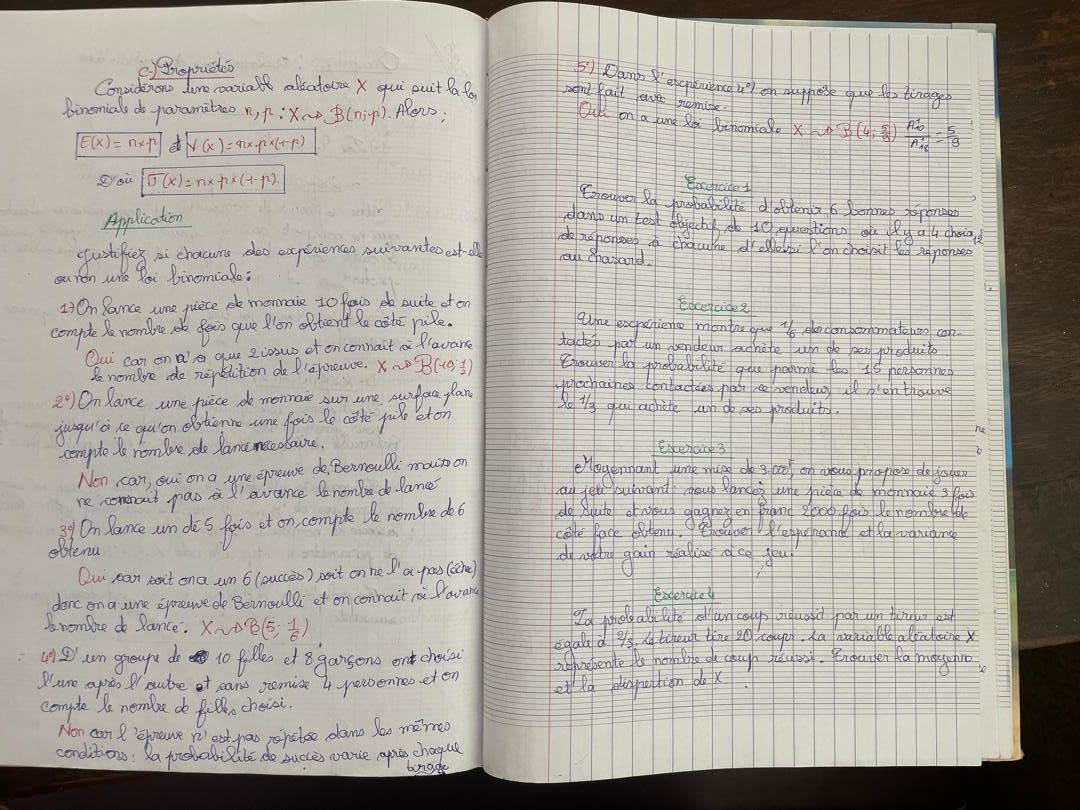 C-) Propriétés
Considérons une variabl aléatoire X qui suit la loi
binomiale de paramètres n, p : X ~> B(n; p). Alors ;
E(X) = n×p et V(X) = n×p×(1-p)
D'où σ(X) = n×p×(1-p)
Application
Justifiez si chacune des expériences suivantes est-elle
ou non une loi binomiale :
1°) On lance une pièce de monnaie 10 fois de suite et on
compte le nombre de fois que l'on obtient le côté pile.
Oui car on n'a que 2 issus et on connait à l'avance
le nombre de répétition de l'épreuve. X ~> B(10, 1)
2°) On lance une pièce de monnaie sur une surface plane
jusqu'à ce qu'on obtienne une fois le côté pile et on
compte le nombre de lancé nécessaire.
Non car, oui on a une épreuve de Bernoulli mais on
ne connait pas à l'avance le nombre de lancé
3°) On lance un dé 5 fois et on compte le nombre de 6
obtenu
Oui car soit on a un 6 (succès) soit on ne l'a pas (échec)
donc on a une épreuve de Bernoulli et on connait à l'avance
le nombre de lancé. X ~> B(5; 1/6)
4°) D'un groupe de 10 filles et 8 garçons ont choisi
l'une après l'autre et sans remise 4 personnes et on
compte le nombre de filles choisi.
Non car l'épreuve n'est pas répétée dans les mêmes
conditions : la probabilité de succès varie après chaque
tirage
5°) Dans l'expérience 4°) on suppose que les tirages
sont fait avec remise.
Oui on a une loi binomiale X ~> B(4; 5/9) A¹₁₀/A¹₁₈ = 5/9
Exercice 1
Trouver la probabilité d'obtenir 6 bonnes réponses
dans un test objectif de 10 questions où il y a 4 choix
de réponses à chacune d'elles si l'on choisit les réponses
au hasard.
Exercice 2
Une expérience montre que 1/6 des consommateurs con-
tactés par un vendeur achète un de ses produits.
Trouver la probabilité que parmi les 15 personnes
prochaines contactées par ce vendeur, il s'en trouve
le 1/3 qui achète un de ses produits.
Exercice 3
Moyennant une mise de 3.000F, on vous propose de jouer
au jeu suivant : vous lancez une pièce de monnaie 3 fois
de suite et vous gagnez en franc 2000 fois le nombre de
côté face obtenu. Trouver l'espérance et la variance
de votre gain réalisé à ce jeu.
Exercice 4
La probabilité d'un coup réussit par un tireur est
égale à 2/3. Le tireur tire 20 coups. La variable aléatoire X
représente le nombre de coup réussi. Trouver la moyenne
et la dispertion de X.